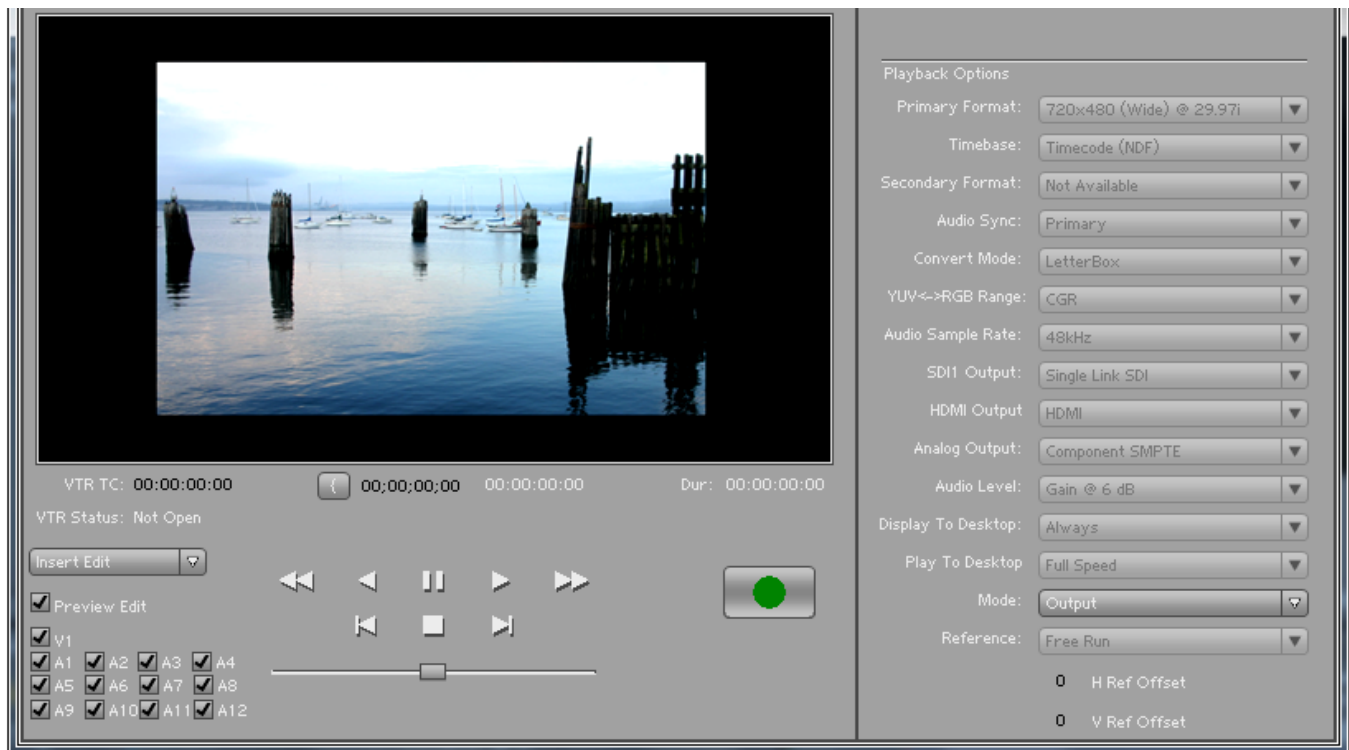 VTR TC: 00:00:00:00 { 00;00;00;00 00:00:00:00 Dur: 00:00:00:00
VTR Status: Not Open
Insert Edit
Preview Edit
V1
A1 A2 A3 A4
A5 A6 A7 A8
A9 A10 A11 A12
Playback Options
Primary Format: 720x480 (Wide) @ 29.97i
Timebase: Timecode (NDF)
Secondary Format: Not Available
Audio Sync: Primary
Convert Mode: LetterBox
YUV<->RGB Range: CGR
Audio Sample Rate: 48kHz
SDI1 Output: Single Link SDI
HDMI Output HDMI
Analog Output: Component SMPTE
Audio Level: Gain @ 6 dB
Display To Desktop: Always
Play To Desktop Full Speed
Mode: Output
Reference: Free Run
0 H Ref Offset
0 V Ref Offset